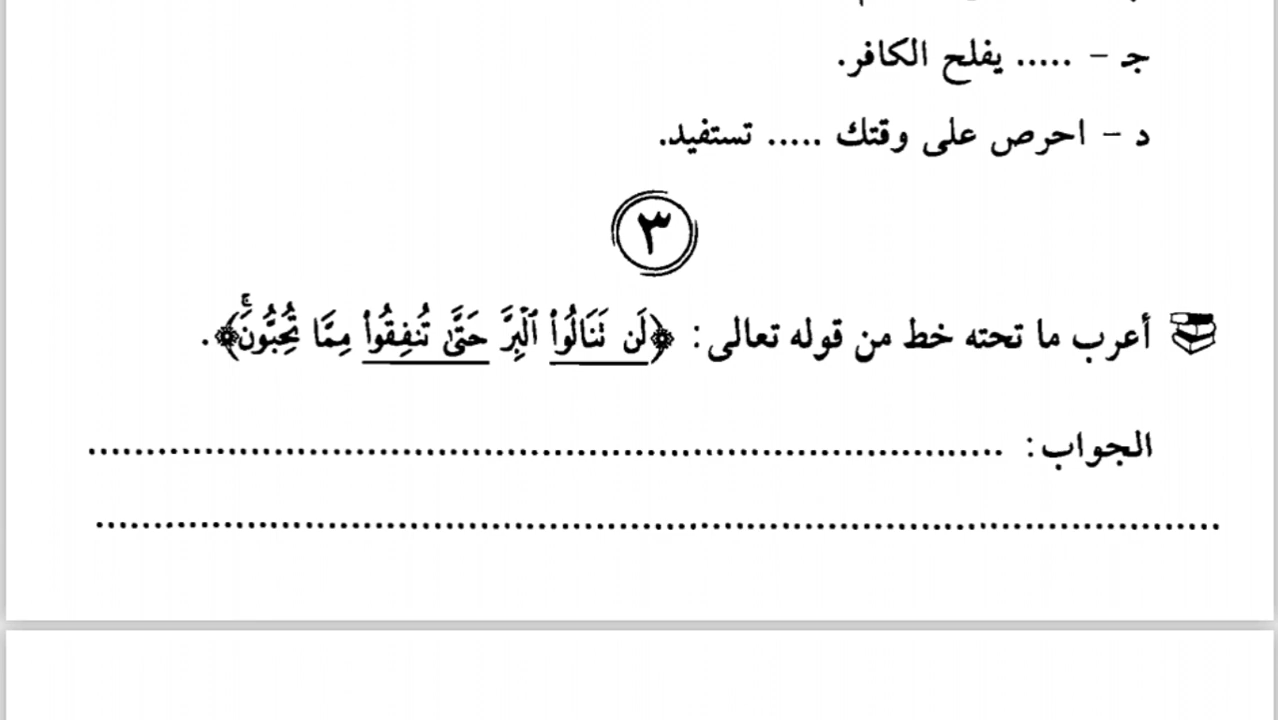 جـ – ..... يفلح الكافر.
د – احرص على وقتك ..... تستفيد.
٣
أعرب ما تحته خط من قوله تعالى: ﴿لَن نَنَالُوا۟ ٱلْبِرَّ حَتَّىٰ تُنفِقُوا۟ مِمَّا تُحِبُّونَۚ﴾.
الجواب: ................................................................................
................................................................................................